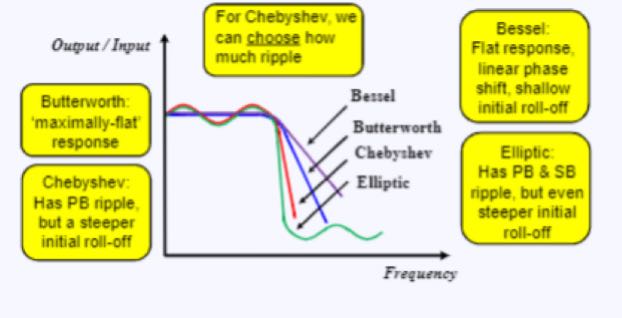 For Chebyshev, we
can choose how
much ripple
Output / Input
Bessel:
Flat response,
linear phase
shift, shallow
initial roll-off
Butterworth:
'maximally-flat'
response
Bessel
Butterworth
Chebyshev
Elliptic
Chebyshev:
Has PB ripple,
but a steeper
initial roll-off
Elliptic:
Has PB & SB
ripple, but even
steeper initial
roll-off
Frequency